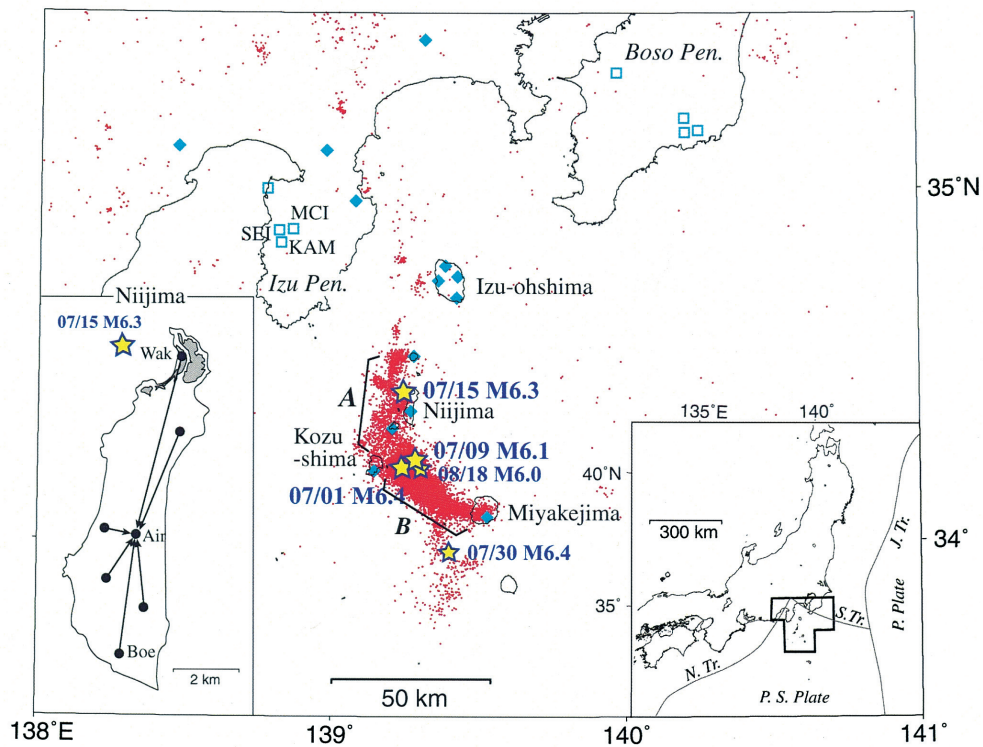 Boso Pen.
35°N
MCI
SEI
KAM
Izu Pen.
Izu-ohshima
Niijima
07/15 M6.3
Wak
Air
Boe
2 km
A
07/15 M6.3
Niijima
Kozu
-shima
07/09 M6.1
08/18 M6.0
07/01 M6.4
B
Miyakejima
07/30 M6.4
34°
50 km
135°E
140°
40°N
300 km
35°
J. Tr.
P. Plate
S.Tr.
N. Tr.
P. S. Plate
138°E
139°
140°
141°